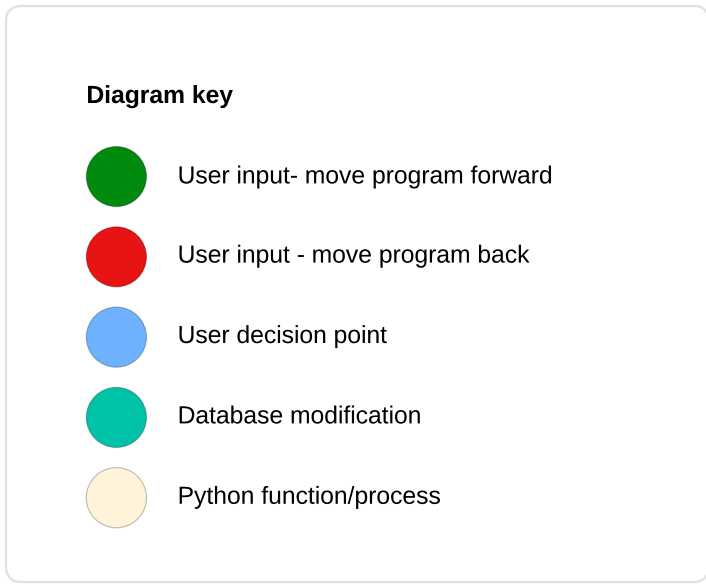 Diagram key
User input- move program forward
User input - move program back
User decision point
Database modification
Python function/process